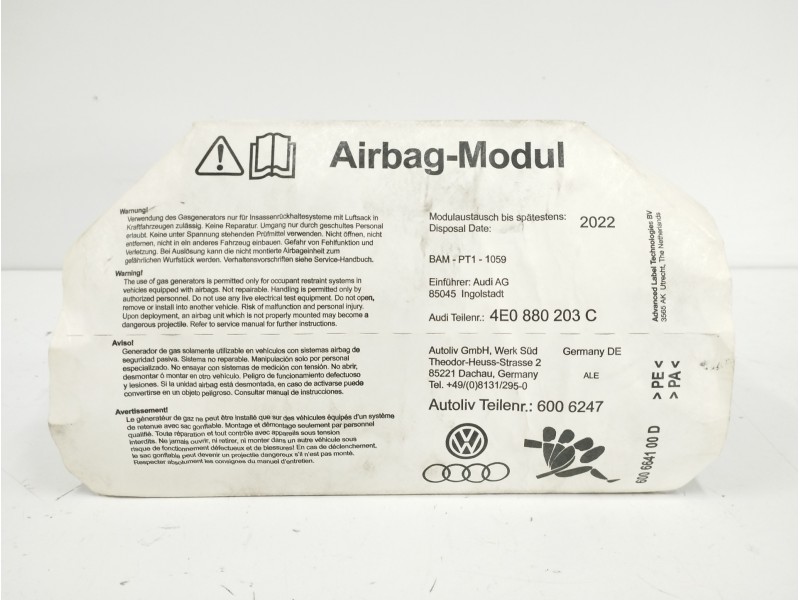 Airbag-Modul
Warnung!
Verwendung des Gasgenerators nur für Insassenrückhaltesysteme mit Luftsack in
Kraftfahrzeugen zulässig. Keine Reparatur. Umgang nur durch geschultes Personal
erlaubt. Keine unter Spannung stehenden Prüfmittel verwenden. Nicht öffnen, nicht
entfernen, nicht in ein anderes Fahrzeug einbauen. Gefahr von Fehlfunktion und
Verletzung. Bei Auslösung kann die nicht montierte Airbageinheit zum
gefährlichen Wurfstück werden. Verhaltensvorschriften siehe Service-Handbuch.
Warning!
The use of gas generators is permitted only for occupant restraint systems in
vehicles equipped with airbags. Not repairable. Handling is permitted only by
authorized personnel. Do not use any live electrical test equipment. Do not open,
remove or install into another vehicle. Risk of malfunction and personal injury.
Upon deployment, an airbag unit which is not properly mounted may become a
dangerous projectile. Refer to service manual for further instructions.
Aviso!
Generador de gas solamente utilizable en vehículos con sistemas airbag de
seguridad pasiva. Sistema no reparable. Manipulación solo por personal
especializado. No ensayar con sistemas de medición con tensión. No abrir,
desmontar ó montar en otro vehículo. Peligro de funcionamiento defectuoso
y lesiones. Si la unidad airbag está desmontada, en caso de activarse puede
convertirse en un objeto peligroso. Consultar manual de instrucciones.
Avertissement!
Le générateur de gaz ne peut être installé que sur des véhicules équipés d'un système
de retenue avec sac gonflable. Montage et démontage seulement par personnel
qualifié. Toute réparation et tout contrôle avec appareils sous tension
interdits. Ne jamais ouvrir, ni retirer, ni monter dans un autre véhicule sous
risque de fonctionnement défectueux et de blessures! En cas de déclenchement,
le sac gonflable peut devenir un projectile dangereux s'il n'est pas monté.
Respecter absolument les consignes du manuel d'entretien.
Modulaustausch bis spätestens: 2022
Disposal Date:
BAM - PT1 - 1059
Einführer: Audi AG
85045 Ingolstadt
Audi Teilenr.: 4E0 880 203 C
Autoliv GmbH, Werk Süd Germany DE
Theodor-Heuss-Strasse 2
85221 Dachau, Germany ALE
Tel. +49/(0)8131/295-0
Autoliv Teilenr.: 600 6247
Advanced Label Technologies BV
3565 AK Utrecht, The Netherlands
> PE <
> PA <
600 6641 00 D